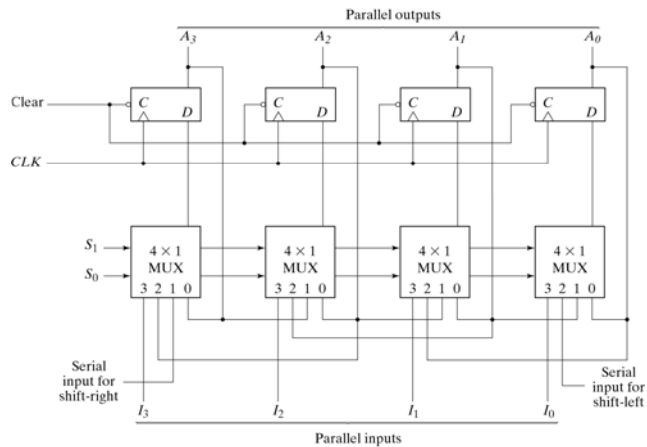 Parallel outputs
A3 A2 A1 A0
Clear
C D C D C D C D
CLK
S1
S0
4 × 1 4 × 1 4 × 1 4 × 1
MUX MUX MUX MUX
3 2 1 0 3 2 1 0 3 2 1 0 3 2 1 0
Serial
input for
shift-right
Serial
input for
shift-left
I3 I2 I1 I0
Parallel inputs